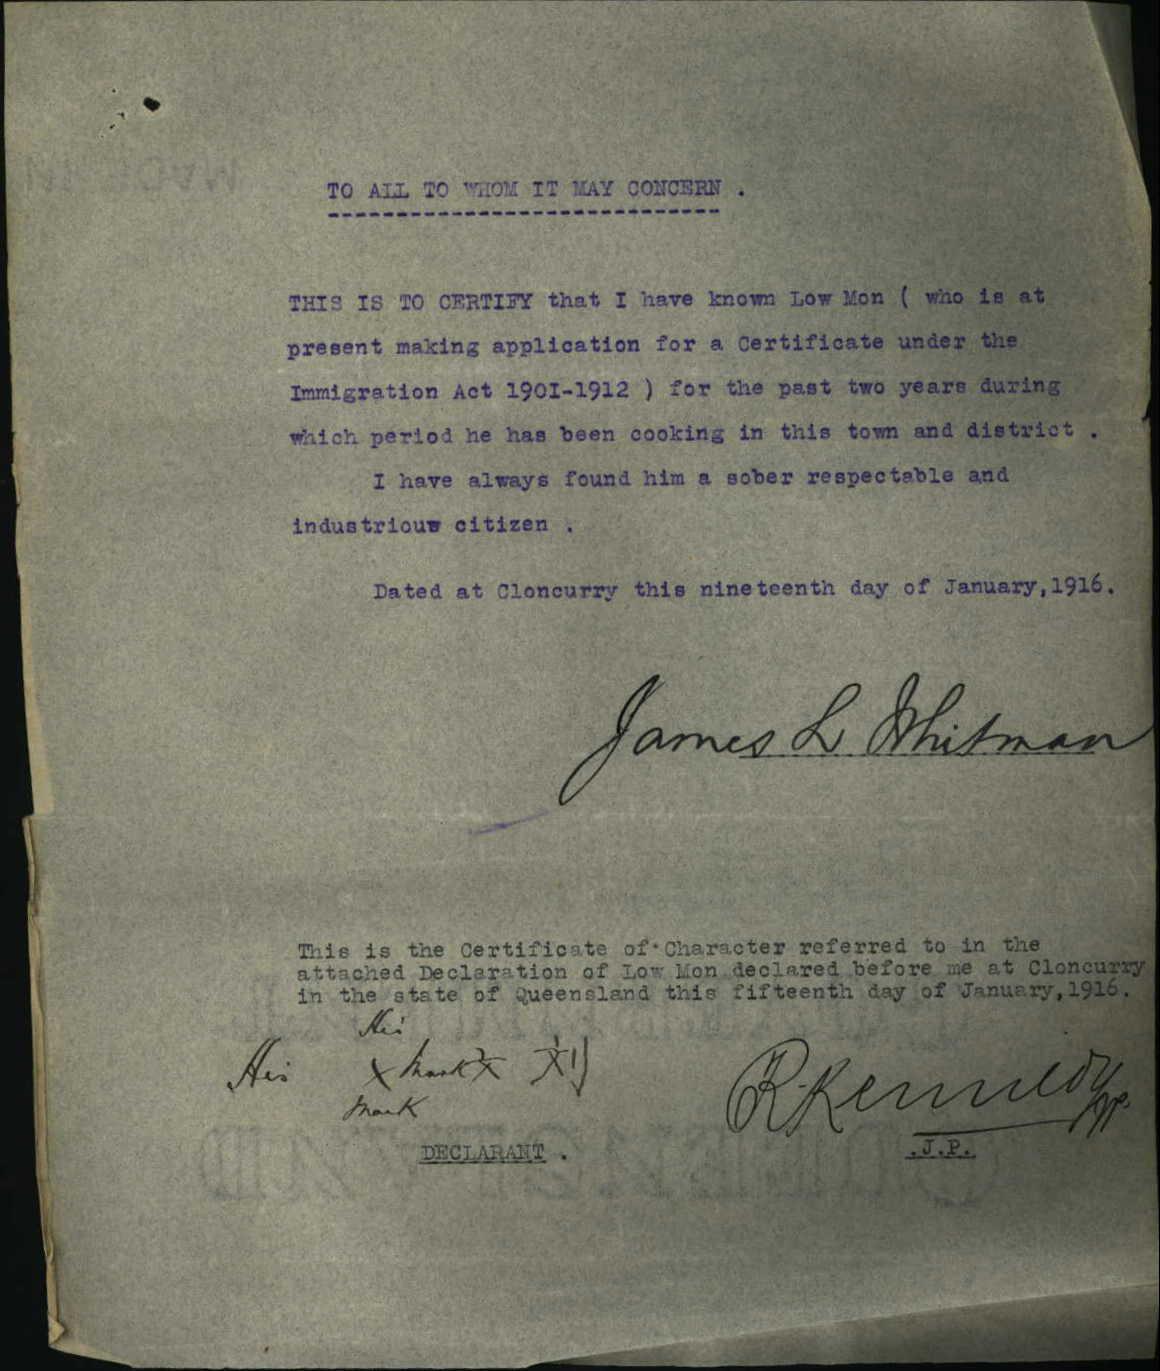 TO ALL TO WHOM IT MAY CONCERN .
THIS IS TO CERTIFY that I have known Low Mon ( who is at
present making application for a Certificate under the
Immigration Act 190I-1912 ) for the past two years during
which period he has been cooking in this town and district .
I have always found him a sober respectable and
industrious citizen .
Dated at Cloncurry this nineteenth day of January,1916.
James L Whitman
This is the Certificate of Character referred to in the
attached Declaration of Low Mon declared before me at Cloncurry
in the state of Queensland this fifteenth day of January,1916.
His
His X Mark X
Mark
R. Kennedy JP.
DECLARANT .
.J.P.